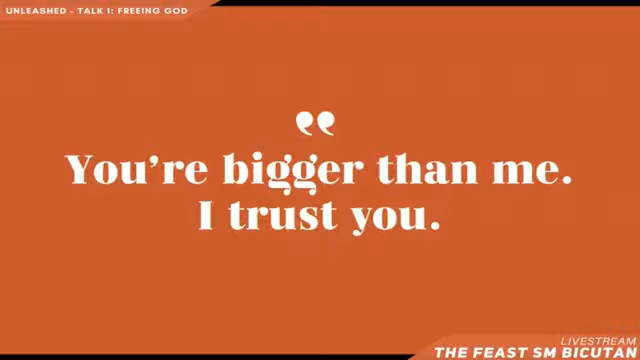 UNLEASHED - TALK 1: FREEING GOD
”
You’re bigger than me.
I trust you.
LIVESTREAM
THE FEAST SM BICUTAN